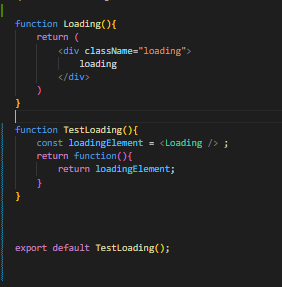 function Loading(){
    return (
        <div className="loading">
            loading
        </div>
    )
}
function TestLoading(){
    const loadingElement = <Loading /> ;
    return function(){
        return loadingElement;
    }
}
export default TestLoading();